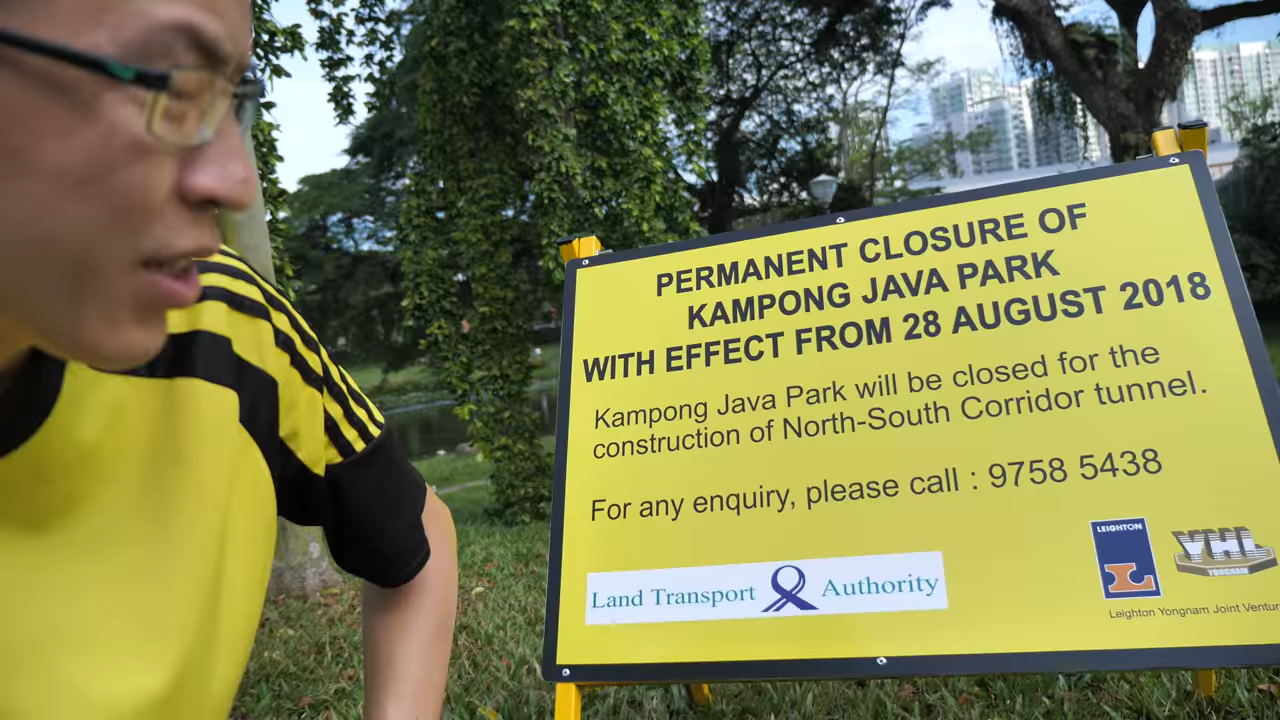 PERMANENT CLOSURE OF
KAMPONG JAVA PARK
WITH EFFECT FROM 28 AUGUST 2018
Kampong Java Park will be closed for the
construction of North-South Corridor tunnel.
For any enquiry, please call : 9758 5438
Land Transport Authority
LEIGHTON
L
YHL
YONGNAM
Leighton Yongnam Joint Ventur